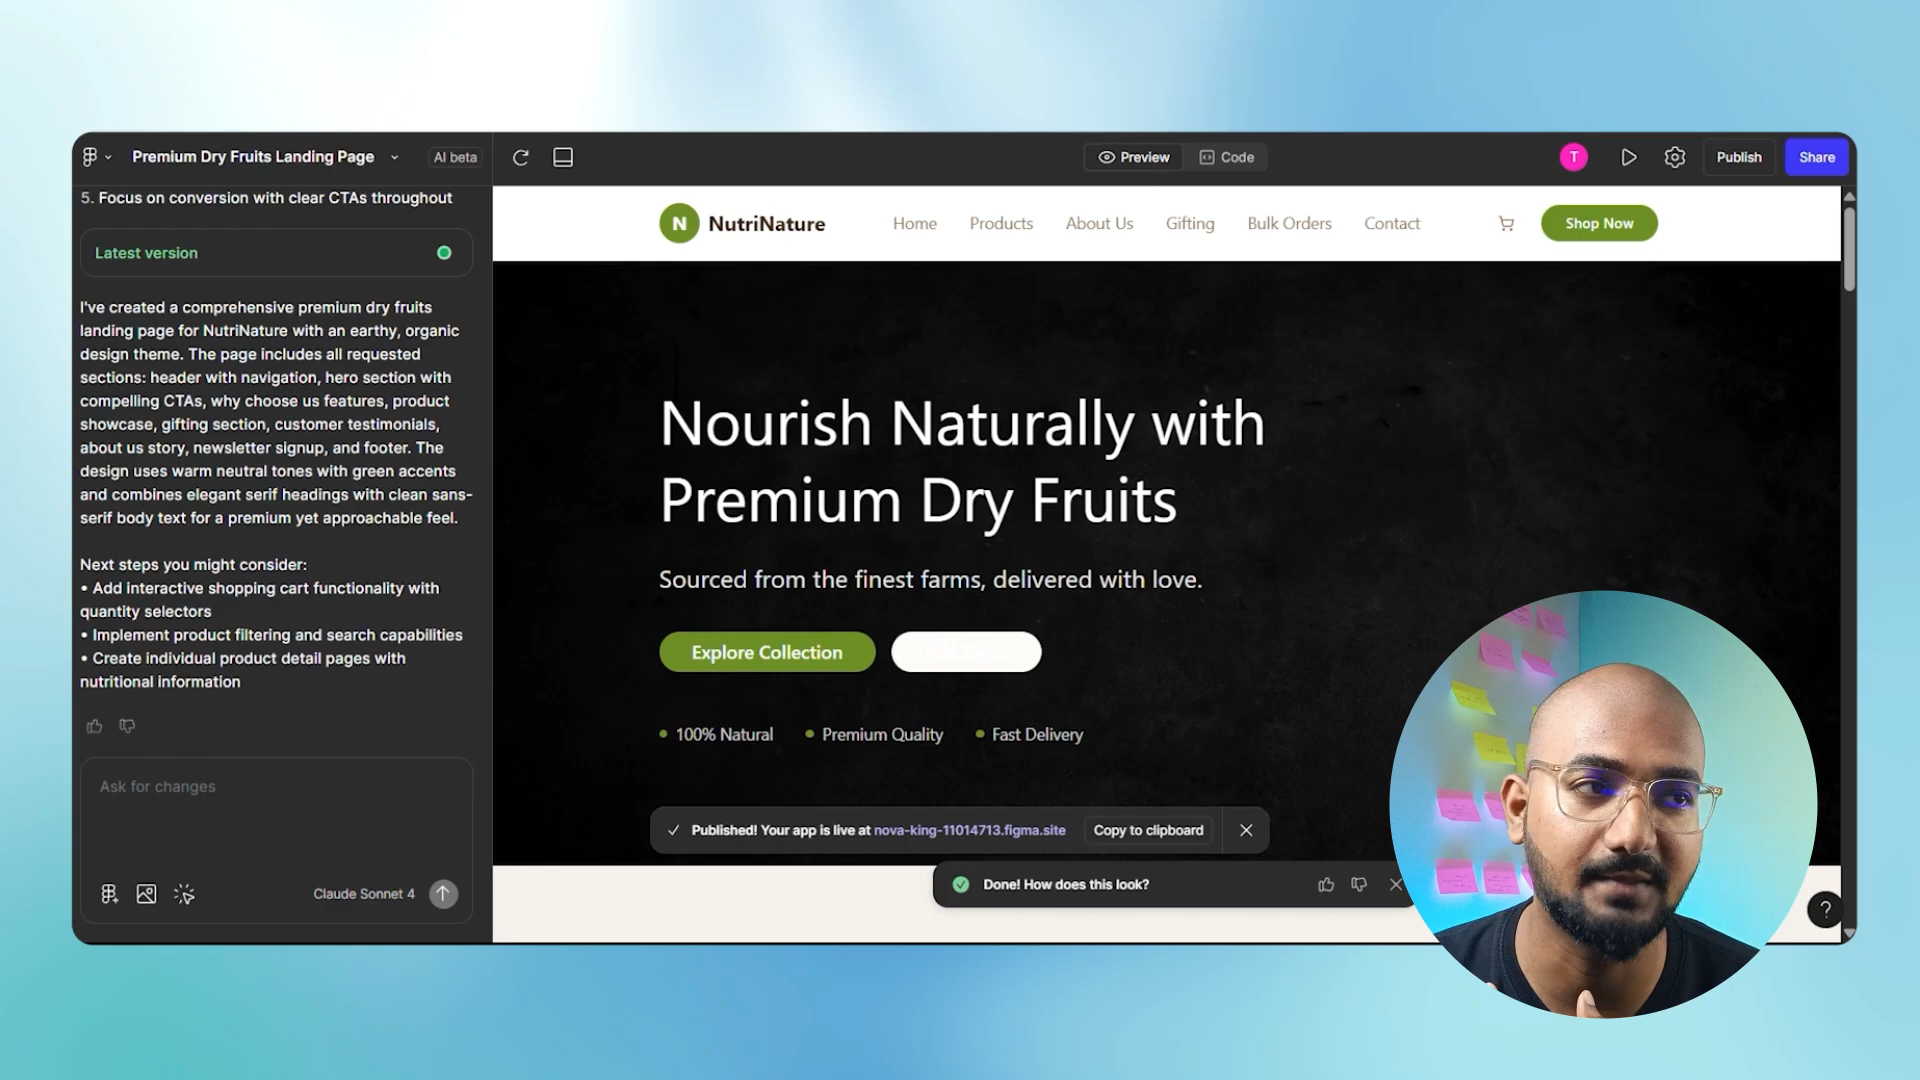 Premium Dry Fruits Landing Page
AI beta
Preview
Code
T
Publish
Share
5. Focus on conversion with clear CTAs throughout
Latest version
I've created a comprehensive premium dry fruits
landing page for NutriNature with an earthy, organic
design theme. The page includes all requested
sections: header with navigation, hero section with
compelling CTAs, why choose us features, product
showcase, gifting section, customer testimonials,
about us story, newsletter signup, and footer. The
design uses warm neutral tones with green accents
and combines elegant serif headings with clean sans-
serif body text for a premium yet approachable feel.
Next steps you might consider:
• Add interactive shopping cart functionality with
quantity selectors
• Implement product filtering and search capabilities
• Create individual product detail pages with
nutritional information
Ask for changes
Claude Sonnet 4
N NutriNature
Home Products About Us Gifting Bulk Orders Contact
Shop Now
Nourish Naturally with
Premium Dry Fruits
Sourced from the finest farms, delivered with love.
Explore Collection
• 100% Natural • Premium Quality • Fast Delivery
Published! Your app is live at nova-king-11014713.figma.site
Copy to clipboard
Done! How does this look?
?